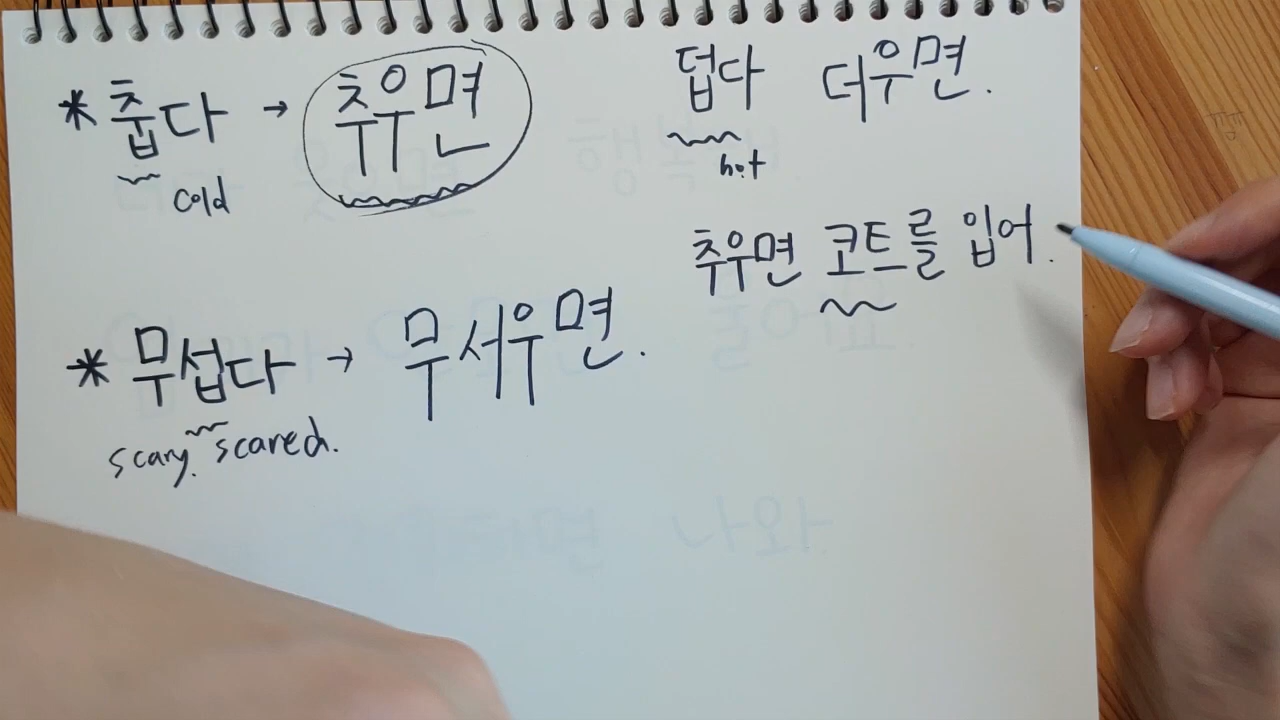 * 춥다 → 추우면
cold
덥다 더우면.
hot
추우면 코트를 입어.
* 무섭다 → 무서우면.
scary. scared.